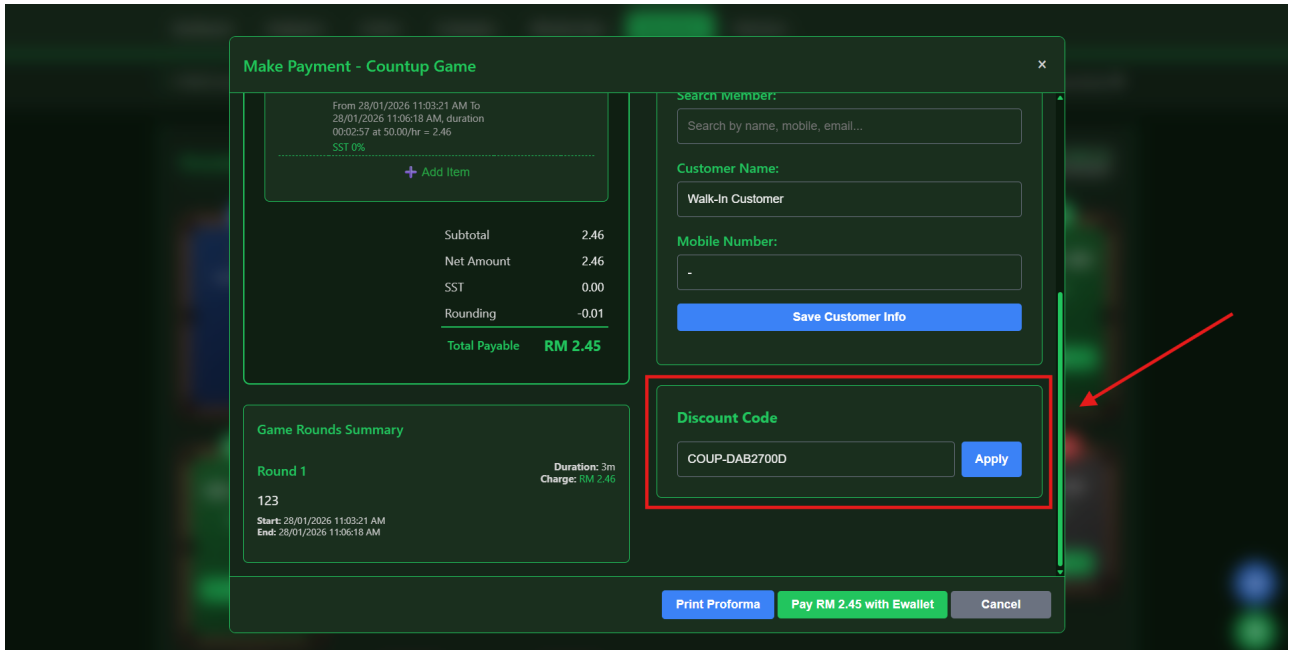 Make Payment - Countup Game
×
From 28/01/2026 11:03:21 AM To
28/01/2026 11:06:18 AM, duration
00:02:57 at 50.00/hr = 2.46
SST 0%
+ Add Item
Subtotal 2.46
Net Amount 2.46
SST 0.00
Rounding -0.01
Total Payable RM 2.45
Game Rounds Summary
Round 1
Duration: 3m
Charge: RM 2.46
123
Start: 28/01/2026 11:03:21 AM
End: 28/01/2026 11:06:18 AM
Search Member:
Search by name, mobile, email...
Customer Name:
Walk-In Customer
Mobile Number:
-
Save Customer Info
Discount Code
COUP-DAB2700D Apply
Print Proforma Pay RM 2.45 with Ewallet Cancel